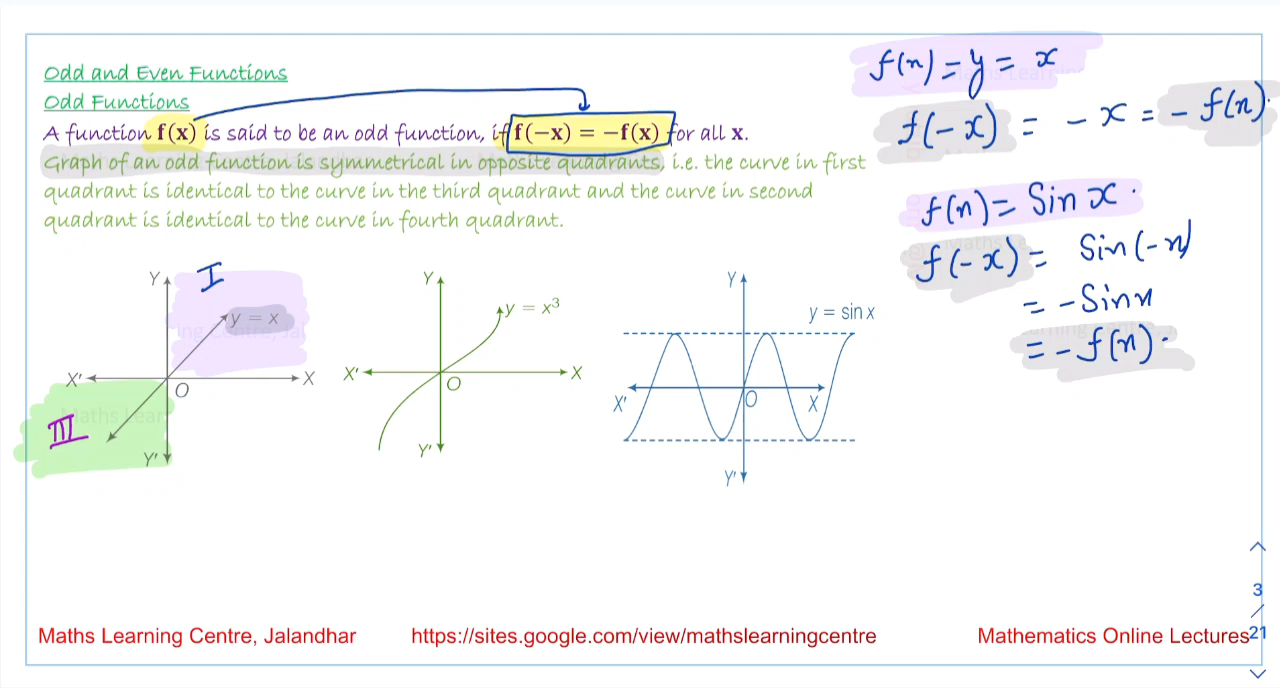 Odd and Even Functions
Odd Functions
A function f(x) is said to be an odd function, if f(−x) = −f(x) for all x.
Graph of an odd function is symmetrical in opposite quadrants, i.e. the curve in first
quadrant is identical to the curve in the third quadrant and the curve in second
quadrant is identical to the curve in fourth quadrant.
f(x) = y = x
f(−x) = −x = −f(x).
f(x) = Sin x.
f(−x) = Sin(−x)
= −Sinx
= −f(x).
Y
I
y = x
X'
X
O
III
Y'
Y
y = x³
X'
X
O
Y'
Y
y = sin x
X'
O
X
Y'
3
21
Maths Learning Centre, Jalandhar
https://sites.google.com/view/mathslearningcentre
Mathematics Online Lectures